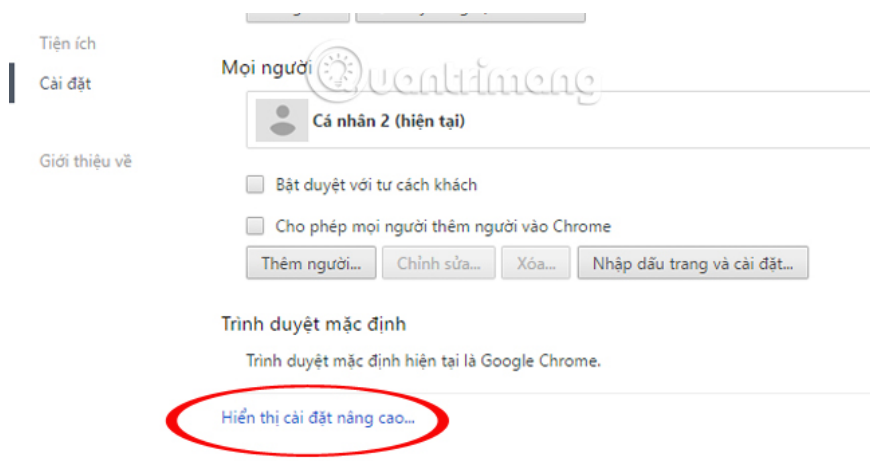 Tiện ích
Cài đặt
Giới thiệu về
Mọi người
Quantrimang
Cá nhân 2 (hiện tại)
Bật duyệt với tư cách khách
Cho phép mọi người thêm người vào Chrome
Thêm người... Chỉnh sửa... Xóa... Nhập dấu trang và cài đặt...
Trình duyệt mặc định
Trình duyệt mặc định hiện tại là Google Chrome.
Hiển thị cài đặt nâng cao...